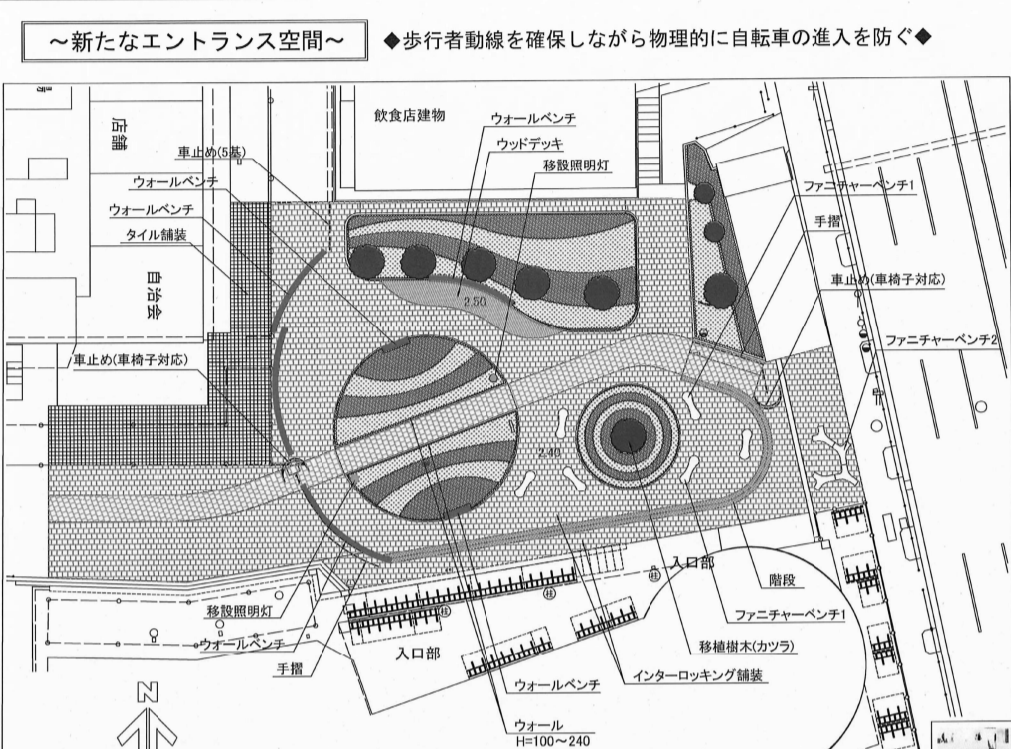 ～新たなエントランス空間～
◆歩行者動線を確保しながら物理的に自転車の進入を防ぐ◆
飲食店建物
ウォールベンチ
ウッドデッキ
移設照明灯
店舗
車止め(5基)
ウォールベンチ
ウォールベンチ
タイル舗装
ファニチャーベンチ1
手摺
車止め(車椅子対応)
自治会
2.50
ファニチャーベンチ2
車止め(車椅子対応)
2.40
入口部
階段
移設照明灯
ファニチャーベンチ1
ウォールベンチ
移植樹木(カツラ)
入口部
手摺
インターロッキング舗装
ウォールベンチ
N
ウォール
H=100～240
柱
柱
柱